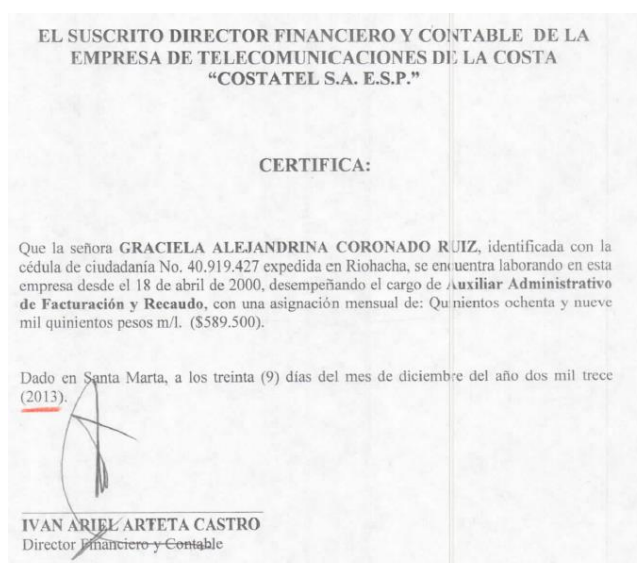 EL SUSCRITO DIRECTOR FINANCIERO Y CONTABLE DE LA
EMPRESA DE TELECOMUNICACIONES DE LA COSTA
“COSTATEL S.A. E.S.P.”
CERTIFICA:
Que la señora GRACIELA ALEJANDRINA CORONADO RUIZ, identificada con la
cédula de ciudadanía No. 40.919.427 expedida en Riohacha, se encuentra laborando en esta
empresa desde el 18 de abril de 2000, desempeñando el cargo de Auxiliar Administrativo
de Facturación y Recaudo, con una asignación mensual de: Quinientos ochenta y nueve
mil quinientos pesos m/l. ($589.500).
Dado en Santa Marta, a los treinta (9) días del mes de diciembre del año dos mil trece
(2013).
IVAN ARIEL ARTETA CASTRO
Director Financiero y Contable